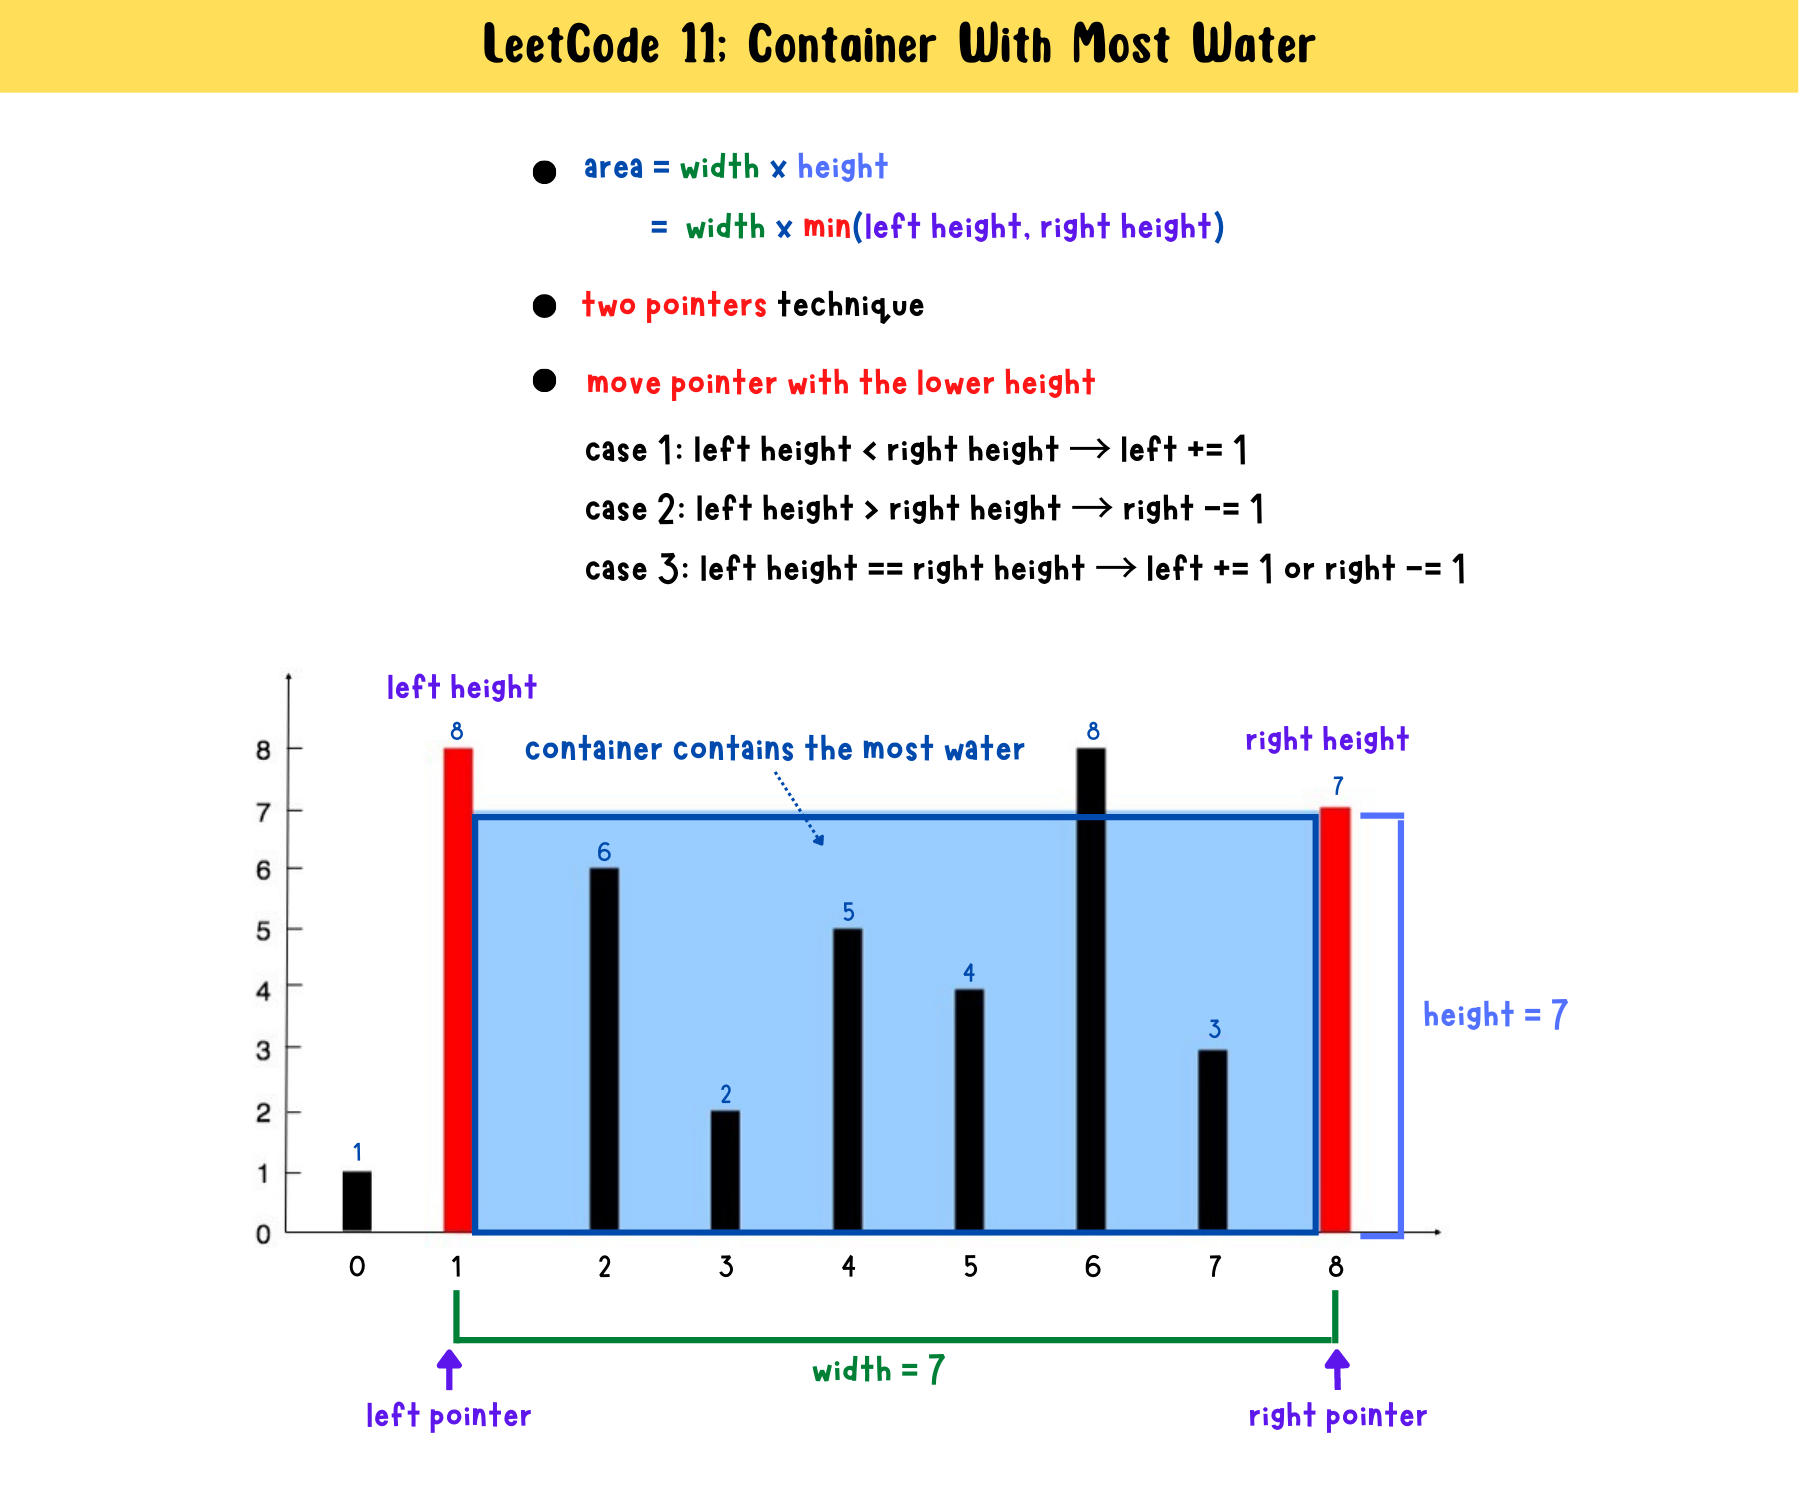 LeetCode 11; Container With Most Water
area = width x height
= width x min(left height, right height)
two pointers technique
move pointer with the lower height
case 1: left height < right height → left += 1
case 2: left height > right height → right -= 1
case 3: left height == right height → left += 1 or right -= 1
left height
8
container contains the most water
8
right height
7
8
7
6
5
4
3
2
1
0
1
6
2
5
4
3
height = 7
0 1 2 3 4 5 6 7 8
width = 7
left pointer
right pointer